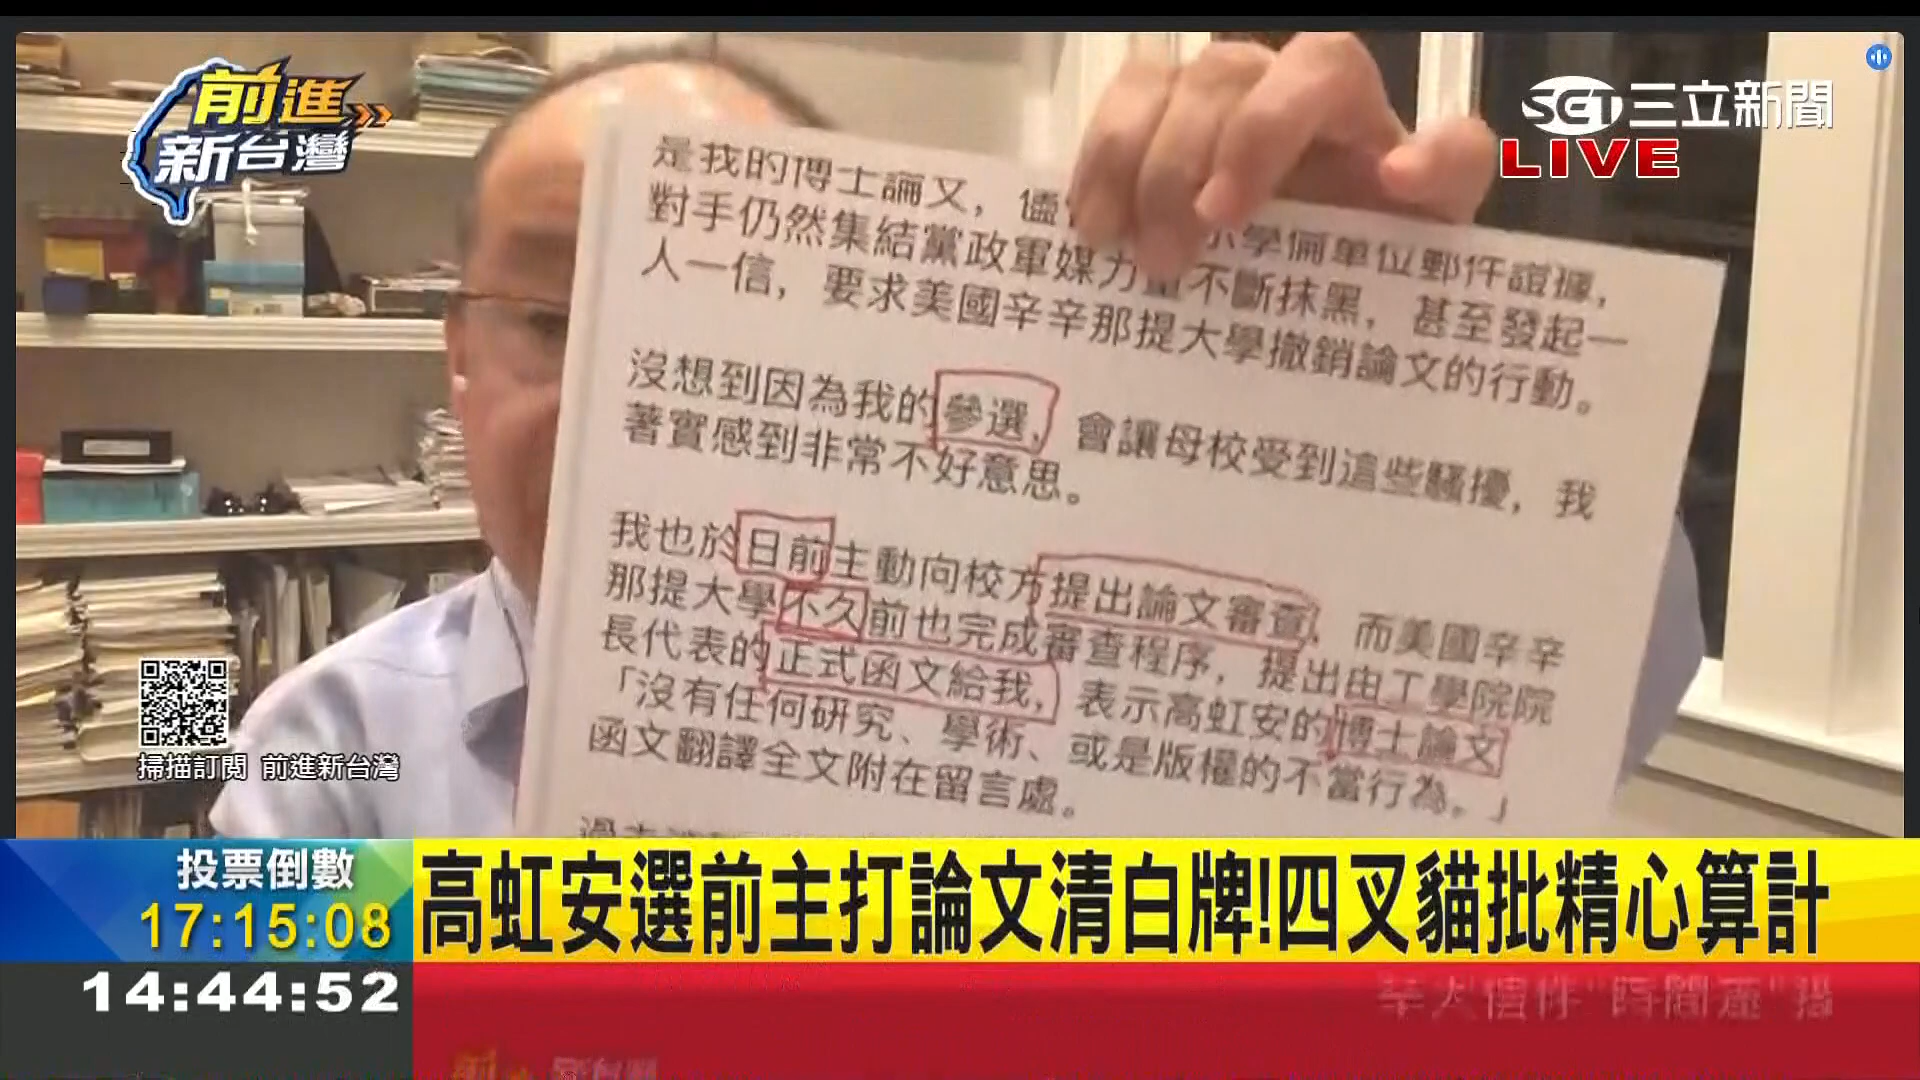 前進
新台灣
SET三立新聞
LIVE
是我的博士論文，儘
示學倫單位郵件證據，
對手仍然集結黨政軍媒力量不斷抹黑，甚至發起一
人一信，要求美國辛辛那提大學撤銷論文的行動。
沒想到因為我的參選，會讓母校受到這些騷擾，我
著實感到非常不好意思。
我也於日前主動向校方提出論文審查，而美國辛辛
那提大學不久前也完成審查程序，提出由工學院院
長代表的正式函文給我，表示高虹安的博士論文
「沒有任何研究、學術、或是版權的不當行為。」
函文翻譯全文附在留言處。
掃描訂閱 前進新台灣
投票倒數
17:15:08
高虹安選前主打論文清白牌!四叉貓批精心算計
14:44:52